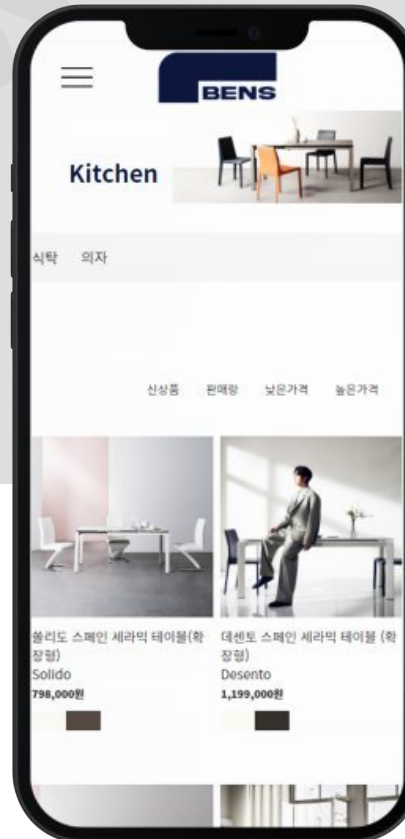 BENS
Kitchen
식탁 의자
신상품 판매량 낮은가격 높은가격
쏠리도 스페인 세라믹 테이블(확
장형)
Solido
798,000원
데센토 스페인 세라믹 테이블 (확
장형)
Desento
1,199,000원